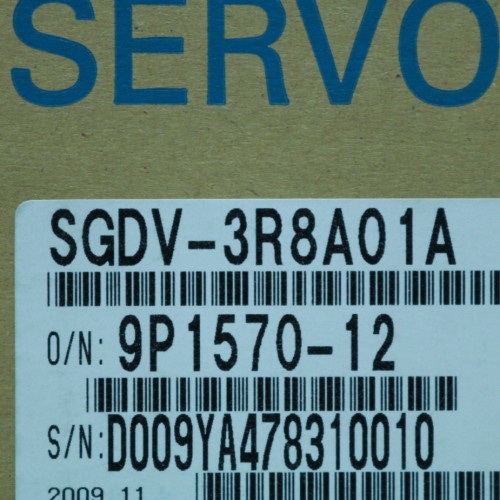 SERVO
SGDV-3R8A01A
O/N: 9P1570-12
S/N: D009YA478310010
2009.11